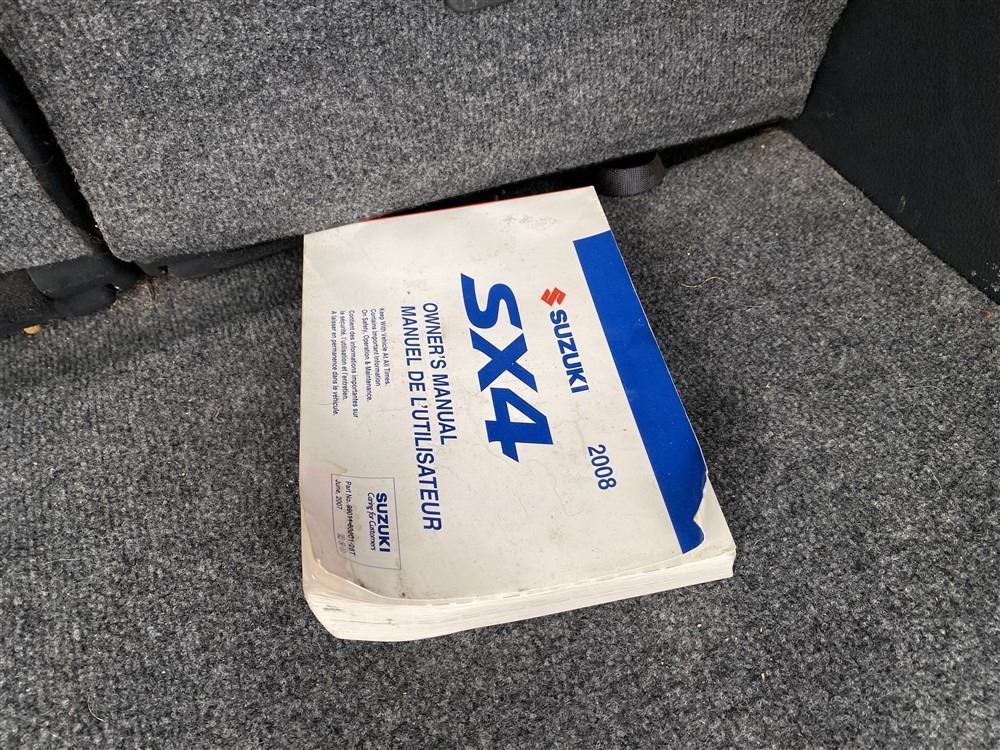 SUZUKI
2008
SX4
OWNER'S MANUAL
MANUEL DE L'UTILISATEUR
Keep With Vehicle At All Times.
Contains Important Information
On Safety, Operation & Maintenance.
Contient des informations importantes sur
la sécurité, l'utilisation et l'entretien.
A laisser en permanence dans le véhicule.
SUZUKI
Caring for Customers
Part No.
June, 2007